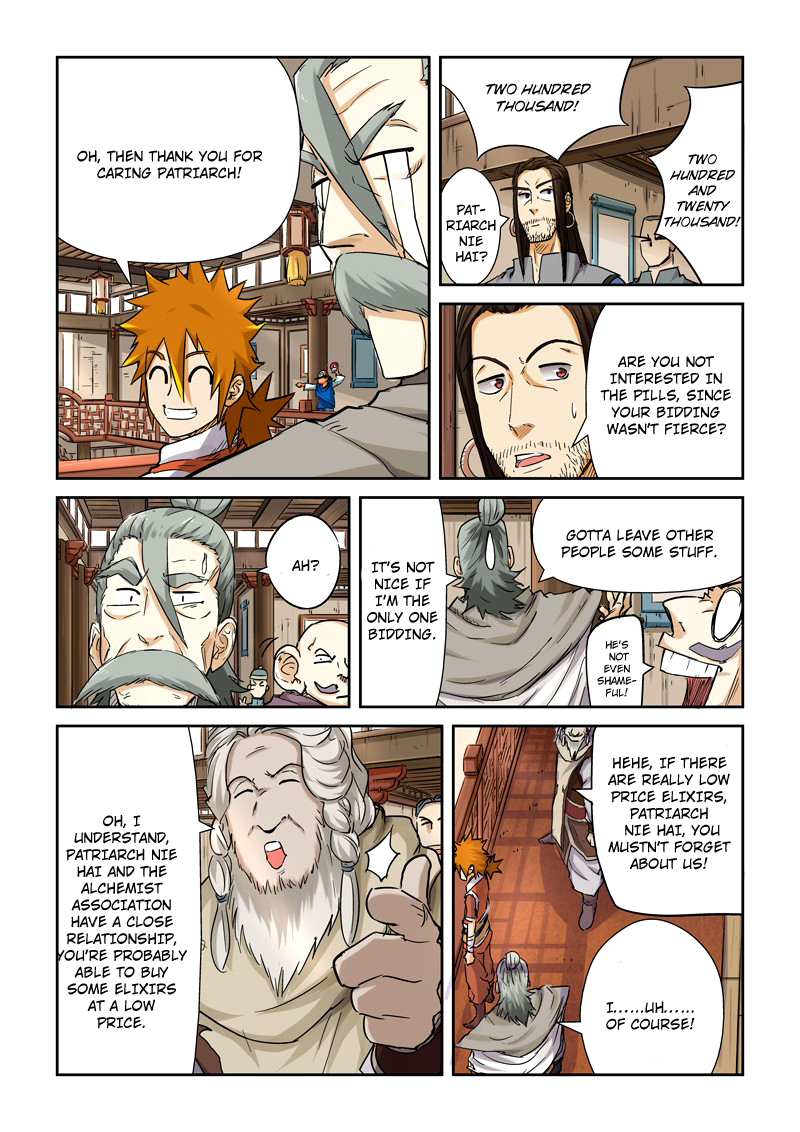 OH, THEN THANK YOU FOR
CARING PATRIARCH!
TWO HUNDRED
THOUSAND!
TWO
HUNDRED
AND
TWENTY
THOUSAND!
PAT-
RIARCH
NIE
HAI?
ARE YOU NOT
INTERESTED IN
THE PILLS, SINCE
YOUR BIDDING
WASN'T FIERCE?
AH?
IT'S NOT
NICE IF
I'M THE
ONLY ONE
BIDDING.
GOTTA LEAVE OTHER
PEOPLE SOME STUFF.
HE'S
NOT
EVEN
SHAME-
FUL!
OH, I
UNDERSTAND,
PATRIARCH NIE
HAI AND THE
ALCHEMIST
ASSOCIATION
HAVE A CLOSE
RELATIONSHIP,
YOU'RE PROBABLY
ABLE TO BUY
SOME ELIXIRS
AT A LOW
PRICE.
HEHE, IF THERE
ARE REALLY LOW
PRICE ELIXIRS,
PATRIARCH
NIE HAI, YOU
MUSTN'T FORGET
ABOUT US!
I......UH......
OF COURSE!